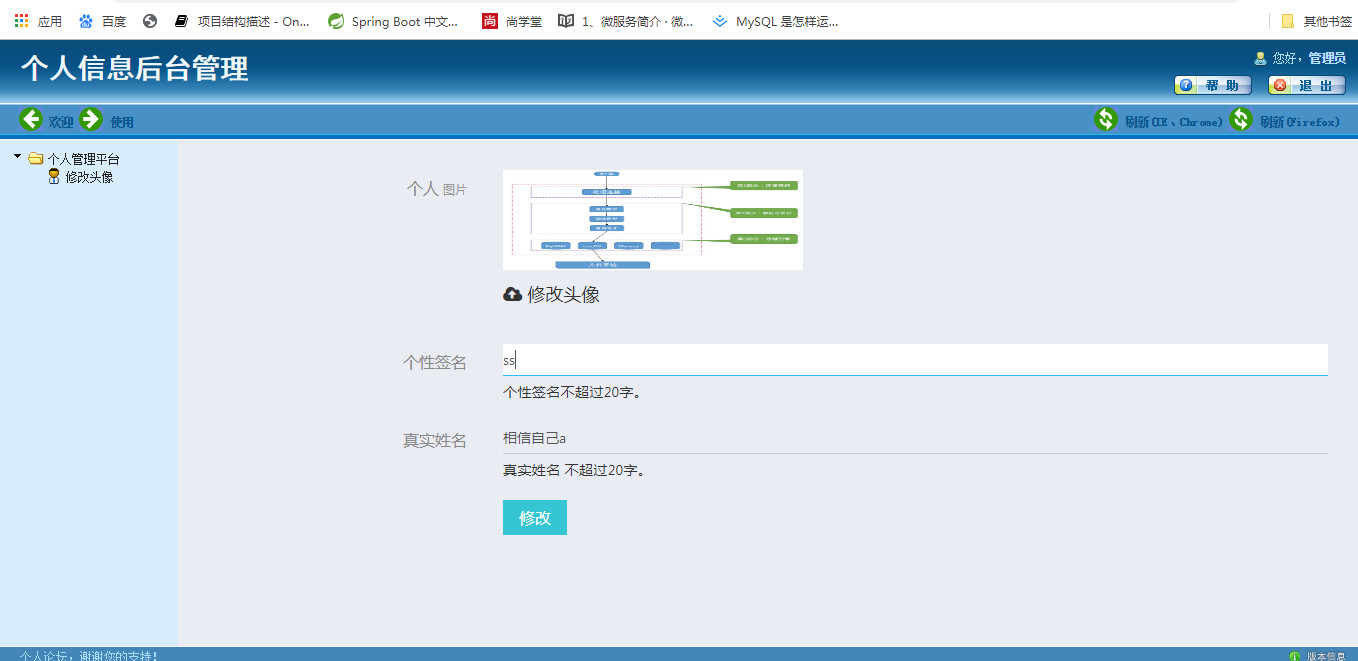 应用 百度 项目结构描述 - On... Spring Boot 中文... 尚 尚学堂 1、微服务简介 · 微... MySQL 是怎样运... 其他书签
个人信息后台管理
您好，管理员
帮 助 退 出
欢迎 使用 刷新(IE、Chrome) 刷新(Firefox)
个人管理平台
修改头像
个人 图片
修改头像
个性签名
ss
个性签名不超过20字。
真实姓名
相信自己a
真实姓名 不超过20字。
修改
个人论坛，谢谢您的支持! 版本信息